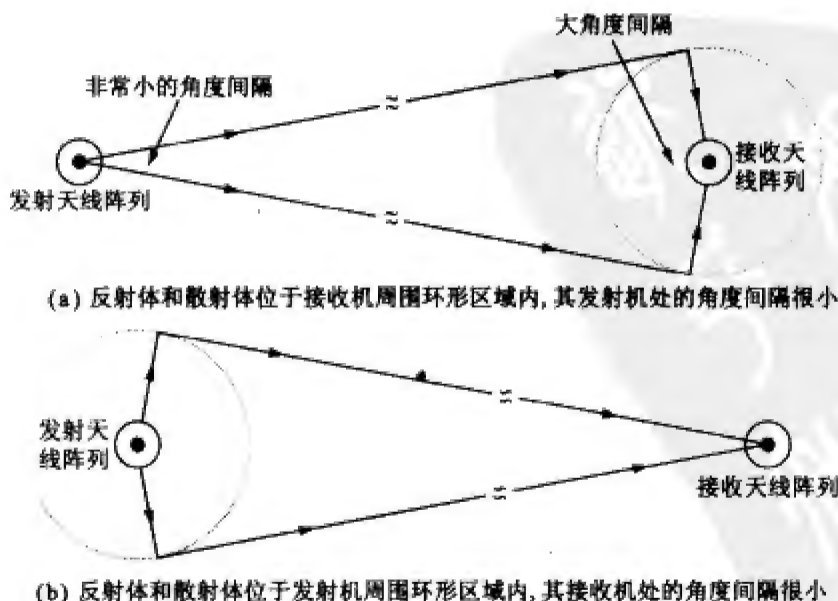 大角度间隔
非常小的角度间隔
发射天线阵列
接收天
线阵列
(a) 反射体和散射体位于接收机周围环形区域内,其发射机处的角度间隔很小
发射天
线阵列
接收天线阵列
(b) 反射体和散射体位于发射机周围环形区域内,其接收机处的角度间隔很小